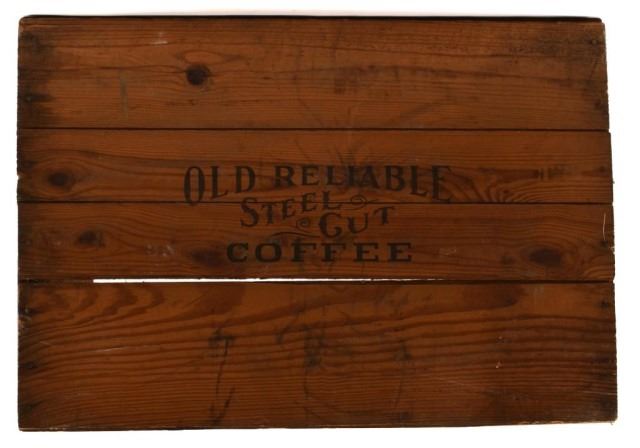 OLD RELIABLE
STEEL
CUT
COFFEE